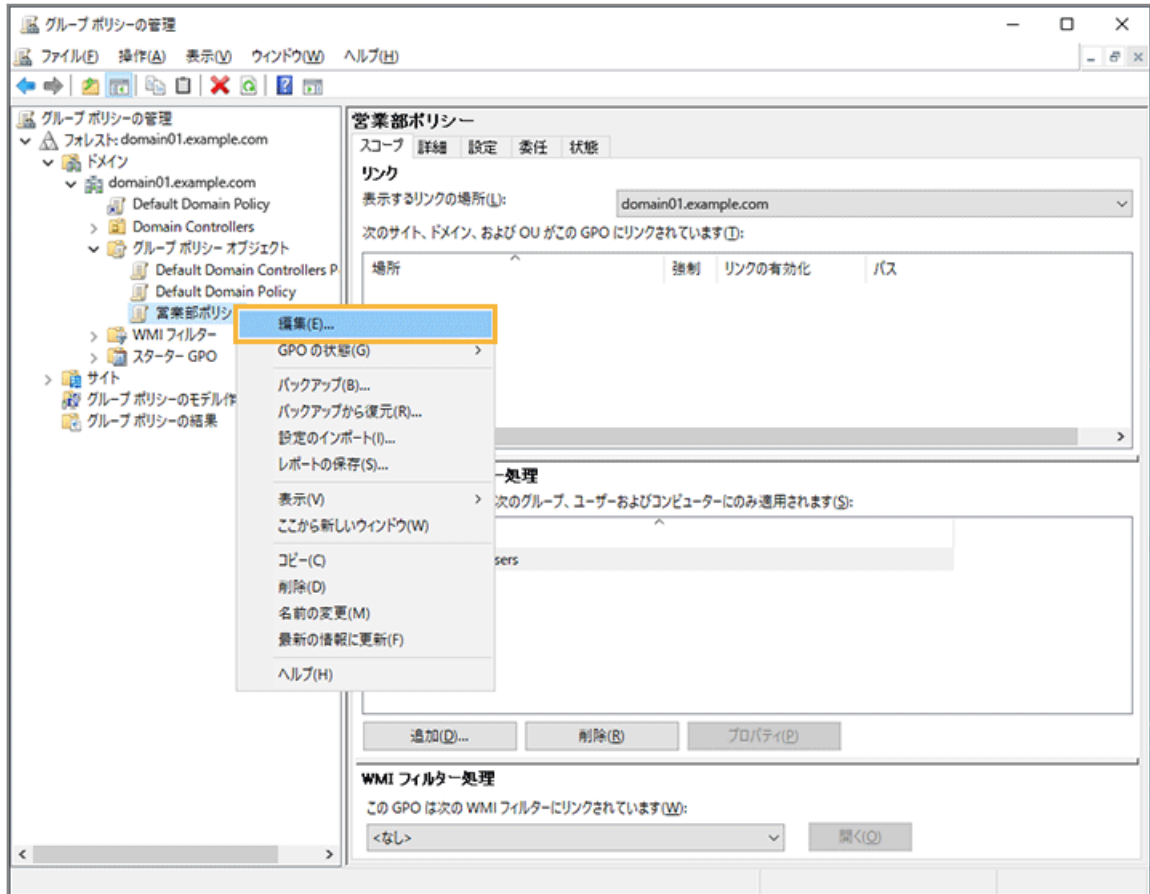 グループ ポリシーの管理
ファイル(F) 操作(A) 表示(V) ウィンドウ(W) ヘルプ(H)
グループ ポリシーの管理
フォレスト: domain01.example.com
ドメイン
domain01.example.com
Default Domain Policy
Domain Controllers
グループ ポリシー オブジェクト
Default Domain Controllers P
Default Domain Policy
営業部ポリシ
WMI フィルター
スターター GPO
サイト
グループ ポリシーのモデル作
グループ ポリシーの結果
編集(E)...
GPO の状態(G)
バックアップ(B)...
バックアップから復元(R)...
設定のインポート(I)...
レポートの保存(S)...
表示(V)
ここから新しいウィンドウ(W)
コピー(C)
削除(D)
名前の変更(M)
最新の情報に更新(F)
ヘルプ(H)
営業部ポリシー
スコープ 詳細 設定 委任 状態
リンク
表示するリンクの場所(L): domain01.example.com
次のサイト、ドメイン、および OU がこの GPO にリンクされています(T):
場所 強制 リンクの有効化 パス
ー処理
次のグループ、ユーザーおよびコンピューターにのみ適用されます(S):
sers
追加(D)... 削除(R) プロパティ(P)
WMI フィルター処理
この GPO は次の WMI フィルターにリンクされています(W):
<なし> 開く(O)